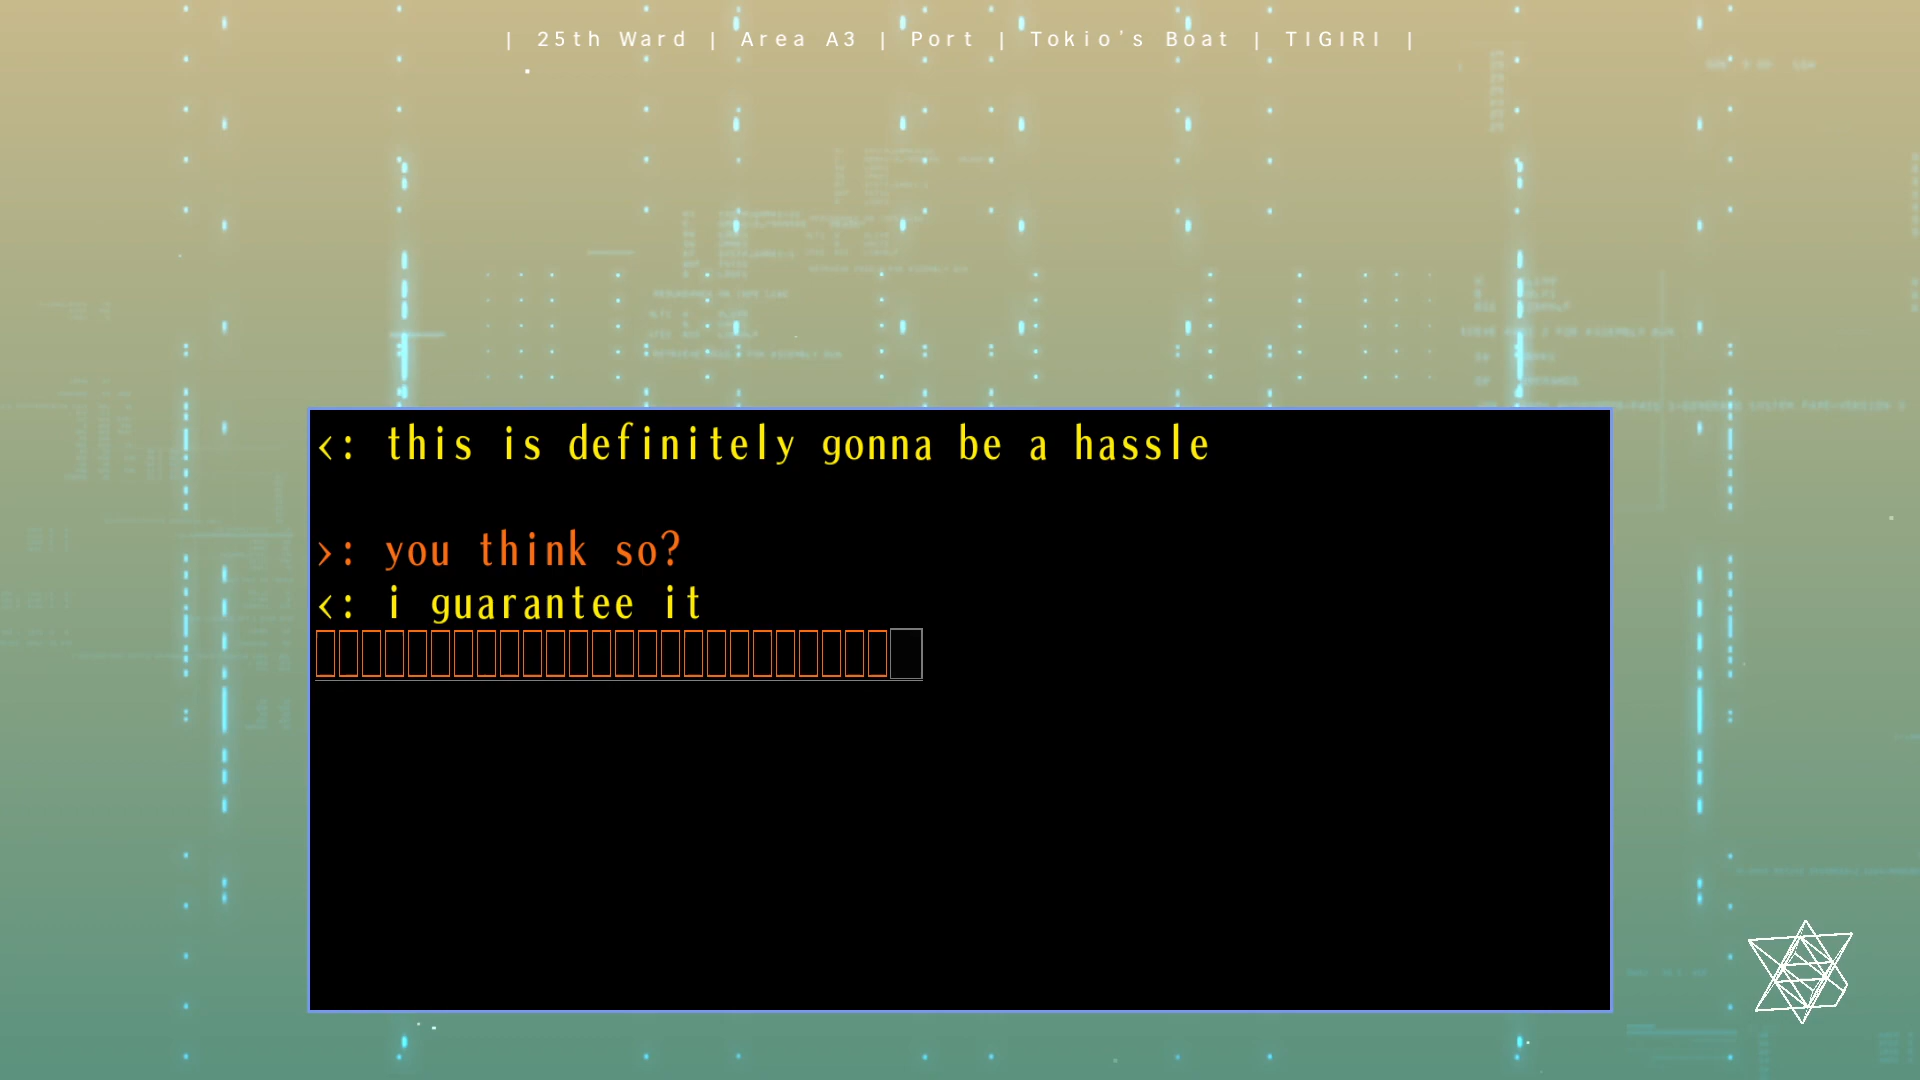 | 25th Ward | Area A3 | Port | Tokio's Boat | TIGIRI |
<: this is definitely gonna be a hassle
>: you think so?
<: i guarantee it